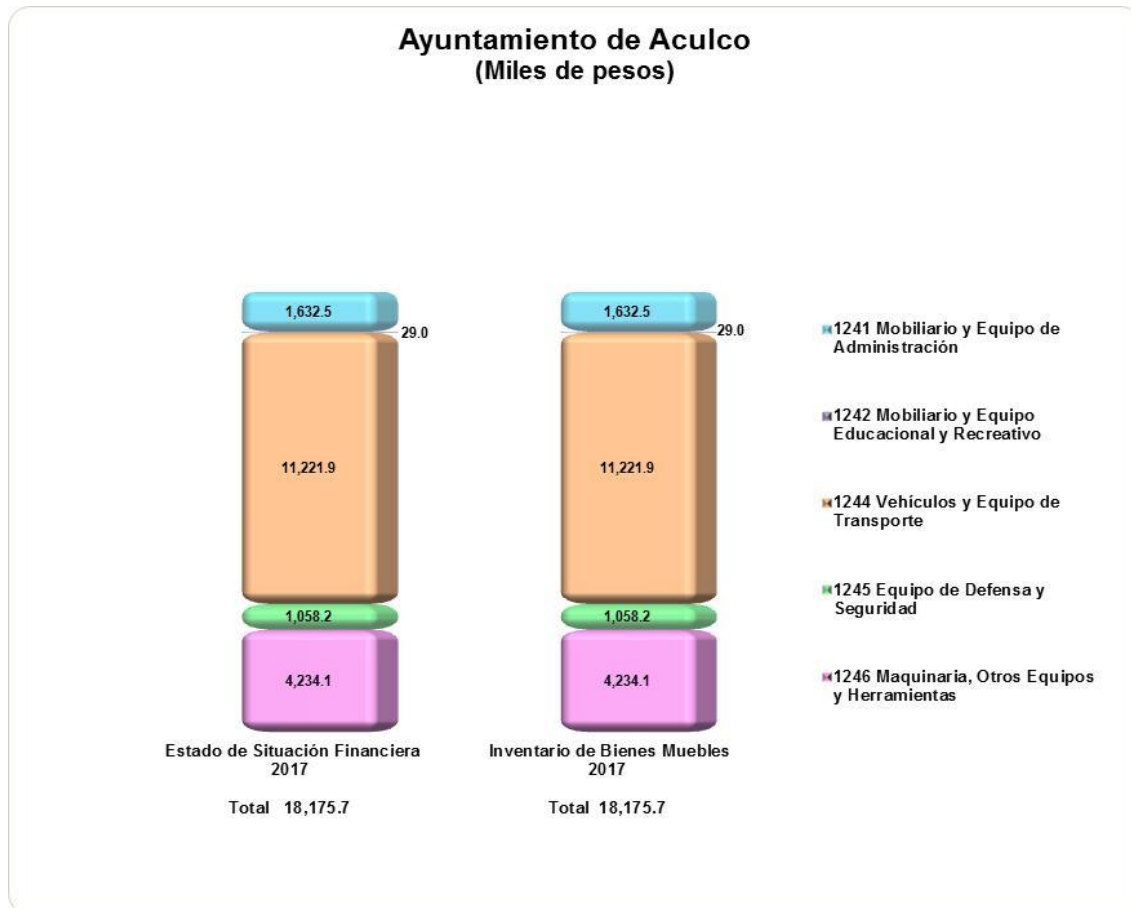 Ayuntamiento de Aculco
(Miles de pesos)
1,632.5
29.0
11,221.9
1,058.2
4,234.1
Estado de Situación Financiera
2017
Total 18,175.7
1,632.5
29.0
11,221.9
1,058.2
4,234.1
Inventario de Bienes Muebles
2017
Total 18,175.7
1241 Mobiliario y Equipo de
Administración
1242 Mobiliario y Equipo
Educacional y Recreativo
1244 Vehículos y Equipo de
Transporte
1245 Equipo de Defensa y
Seguridad
1246 Maquinaria, Otros Equipos
y Herramientas